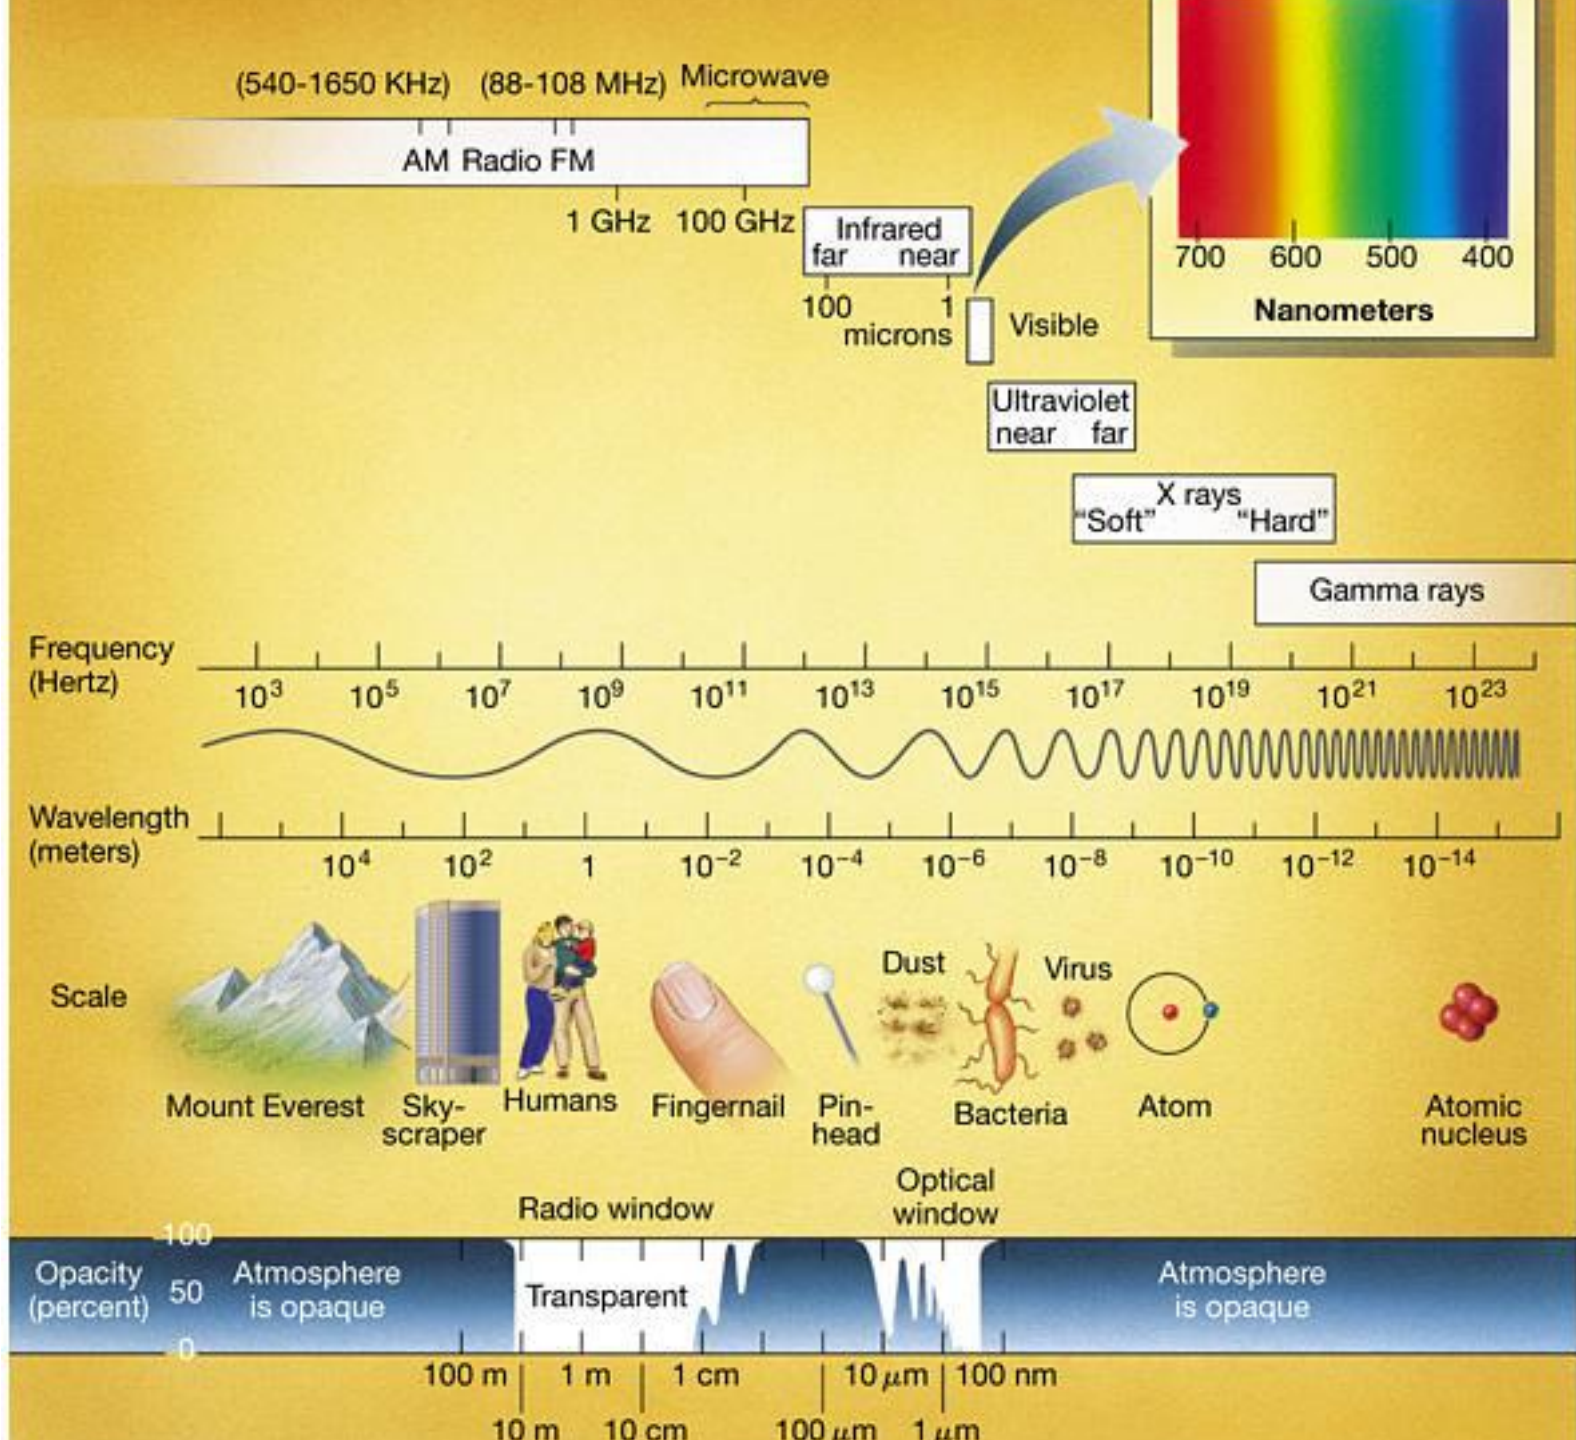 (540-1650 KHz) (88-108 MHz) Microwave
AM Radio FM
1 GHz 100 GHz
Infrared
far near
100 1
microns
Visible
700 600 500 400
Nanometers
Ultraviolet
near far
X rays
“Soft” “Hard”
Gamma rays
Frequency
(Hertz)
10³ 10⁵ 10⁷ 10⁹ 10¹¹ 10¹³ 10¹⁵ 10¹⁷ 10¹⁹ 10²¹ 10²³
Wavelength
(meters)
10⁴ 10² 1 10⁻² 10⁻⁴ 10⁻⁶ 10⁻⁸ 10⁻¹⁰ 10⁻¹² 10⁻¹⁴
Scale
Dust
Virus
Mount Everest
Sky-
scraper
Humans
Fingernail
Pin-
head
Bacteria
Atom
Atomic
nucleus
Radio window
Optical
window
Opacity
(percent)
100
50
0
Atmosphere
is opaque
Transparent
Atmosphere
is opaque
100 m 1 m 1 cm 10 μm 100 nm
10 m 10 cm 100 μm 1 μm